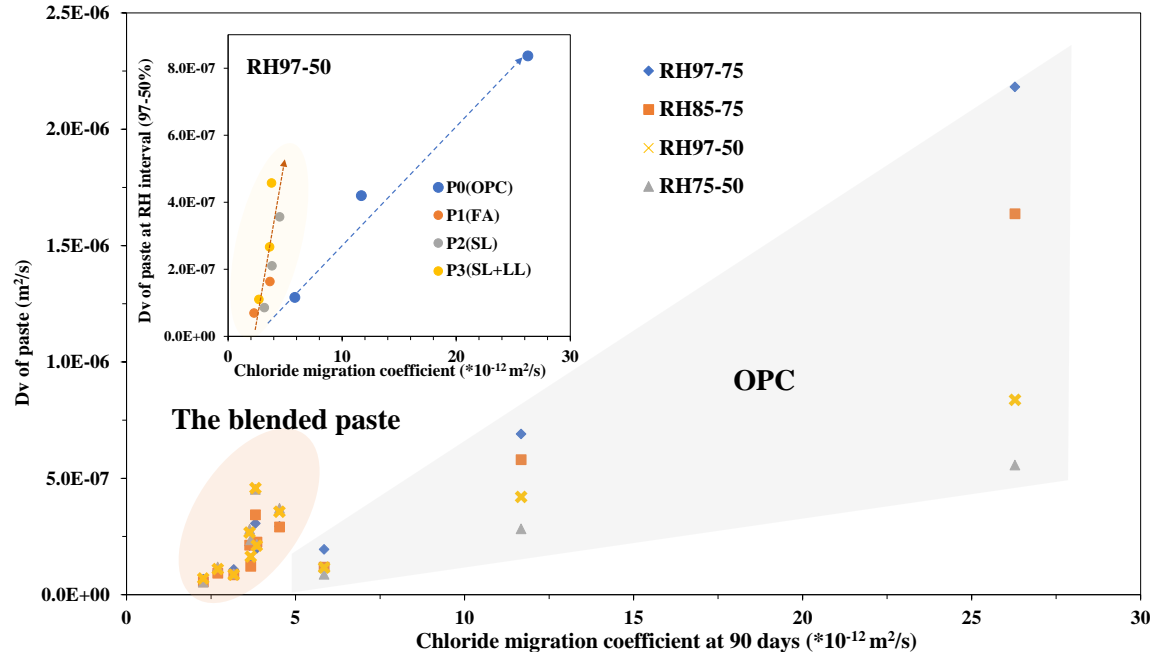 2.5E-06
2.0E-06
1.5E-06
1.0E-06
5.0E-07
0.0E+00
Dv of paste (m²/s)
0
5
10
15
20
25
30
Chloride migration coefficient at 90 days (*10⁻¹² m²/s)
RH97-75
RH85-75
RH97-50
RH75-50
OPC
The blended paste
RH97-50
8.0E-07
6.0E-07
4.0E-07
2.0E-07
0.0E+00
Dv of paste at RH interval (97-50%)
P0(OPC)
P1(FA)
P2(SL)
P3(SL+LL)
0
10
20
30
Chloride migration coefficient (*10⁻¹² m²/s)